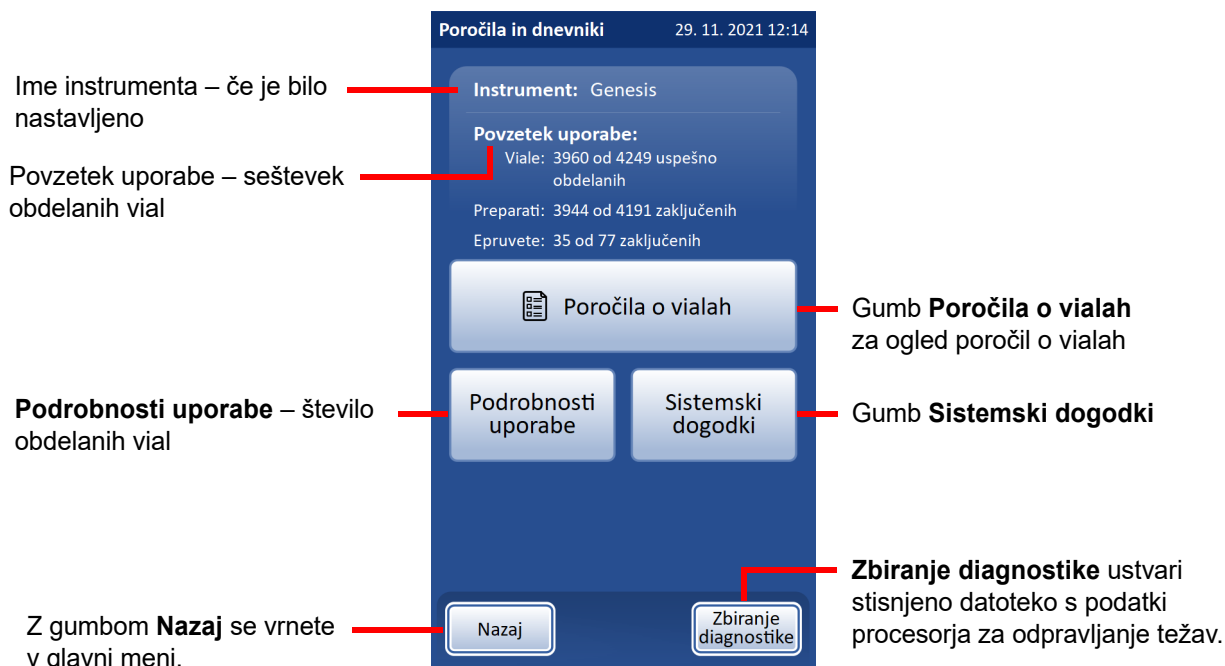 Poročila in dnevniki 29. 11. 2021 12:14
Ime instrumenta – če je bilo
nastavljeno
Instrument: Genesis
Povzetek uporabe – seštevek
obdelanih vial
Povzetek uporabe:
Viale: 3960 od 4249 uspešno
obdelanih
Preparati: 3944 od 4191 zaključenih
Epruvete: 35 od 77 zaključenih
Poročila o vialah
Gumb Poročila o vialah
za ogled poročil o vialah
Podrobnosti uporabe – število
obdelanih vial
Podrobnosti
uporabe
Sistemski
dogodki
Gumb Sistemski dogodki
Z gumbom Nazaj se vrnete
v glavni meni.
Nazaj
Zbiranje
diagnostike
Zbiranje diagnostike ustvari
stisnjeno datoteko s podatki
procesorja za odpravljanje težav.